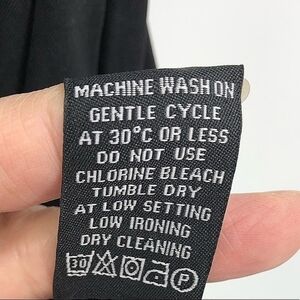 MACHINE WASH ON
GENTLE CYCLE
AT 30°C OR LESS
DO NOT USE
CHLORINE BLEACH
TUMBLE DRY
AT LOW SETTING
LOW IRONING
DRY CLEANING
30 P